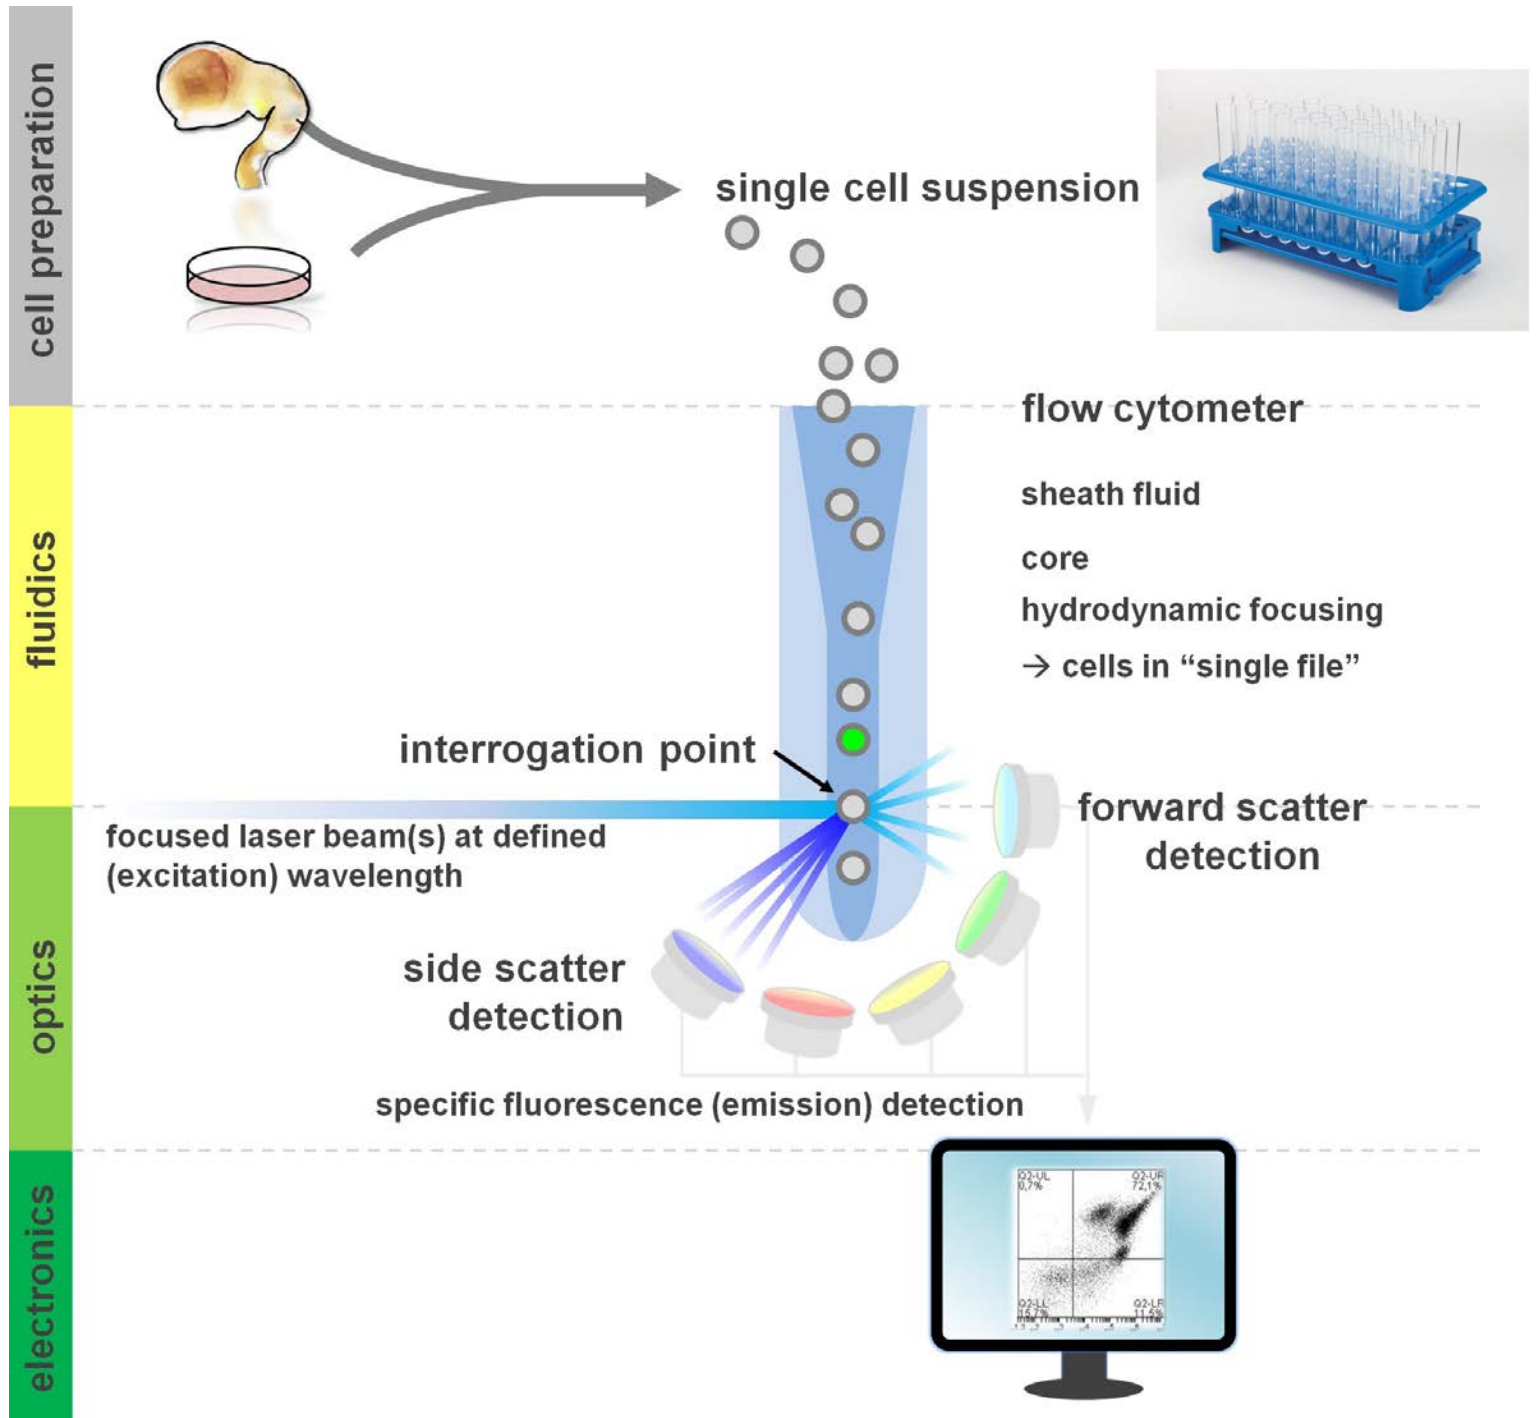 cell preparation
single cell suspension
flow cytometer
fluidics
sheath fluid
core
hydrodynamic focusing
→ cells in “single file”
interrogation point
focused laser beam(s) at defined
(excitation) wavelength
forward scatter
detection
optics
side scatter
detection
specific fluorescence (emission) detection
electronics
Q2-UL
0,7%
Q2-UR
72,1%
Q2-LL
15,7%
Q2-LR
11,5%